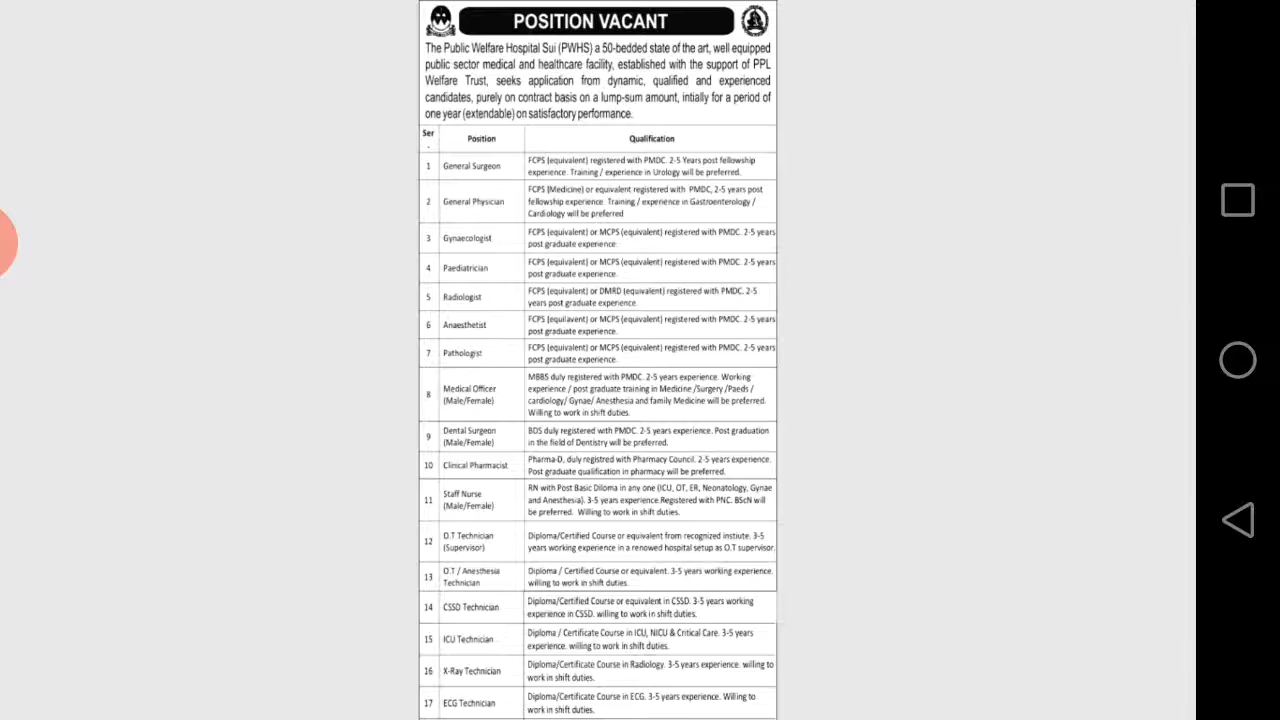 POSITION VACANT
The Public Welfare Hospital Sui (PWHS) a 50-bedded state of the art, well equipped
public sector medical and healthcare facility, established with the support of PPL
Welfare Trust, seeks application from dynamic, qualified and experienced
candidates, purely on contract basis on a lump-sum amount, intially for a period of
one year (extendable) on satisfactory performance.
Ser. Position Qualification
1 General Surgeon FCPS (equivalent) registered with PMDC. 2-5 Years post fellowship
experience. Training / experience in Urology will be preferred.
2 General Physician FCPS (Medicine) or equivalent registered with PMDC, 2-5 years post
fellowship experience. Training / experience in Gastroenterology /
Cardiology will be preferred
3 Gynaecologist FCPS (equivalent) or MCPS (equivalent) registered with PMDC. 2-5 years
post graduate experience.
4 Paediatrician FCPS (equivalent) or MCPS (equivalent) registered with PMDC. 2-5 years
post graduate experience.
5 Radiologist FCPS (equivalent) or DMRD (equivalent) registered with PMDC. 2-5
years post graduate experience.
6 Anaesthetist FCPS (equilavent) or MCPS (equivalent) registered with PMDC. 2-5 years
post graduate experience.
7 Pathologist FCPS (equivalent) or MCPS (equivalent) registered with PMDC. 2-5 years
post graduate experience.
8 Medical Officer (Male/Female) MBBS duly registered with PMDC. 2-5 years experience. Working
experience / post graduate training in Medicine /Surgery /Paeds /
cardiology/ Gynae/ Anesthesia and family Medicine will be preferred.
Willing to work in shift duties.
9 Dental Surgeon (Male/Female) BDS duly registered with PMDC. 2-5 years experience. Post graduation
in the field of Dentistry will be preferred.
10 Clinical Pharmacist Pharma-D, duly registred with Pharmacy Council. 2-5 years experience.
Post graduate qualification in pharmacy will be preferred.
11 Staff Nurse (Male/Female) RN with Post Basic Diloma in any one (ICU, OT, ER, Neonatology, Gynae
and Anesthesia). 3-5 years experience.Registered with PNC. BScN will
be preferred. Willing to work in shift duties.
12 O.T Technician (Supervisor) Diploma/Certified Course or equivalent from recognized instiute. 3-5
years working experience in a renowed hospital setup as O.T supervisor.
13 O.T / Anesthesia Technician Diploma / Certified Course or equivalent. 3-5 years working experience.
willing to work in shift duties.
14 CSSD Technician Diploma/Certified Course or equivalent in CSSD. 3-5 years working
experience in CSSD. willing to work in shift duties.
15 ICU Technician Diploma / Certificate Course in ICU, NICU & Critical Care. 3-5 years
experience. willing to work in shift duties.
16 X-Ray Technician Diploma/Certificate Course in Radiology. 3-5 years experience. willing to
work in shift duties.
17 ECG Technician Diploma/Certificate Course in ECG. 3-5 years experience. Willing to
work in shift duties.